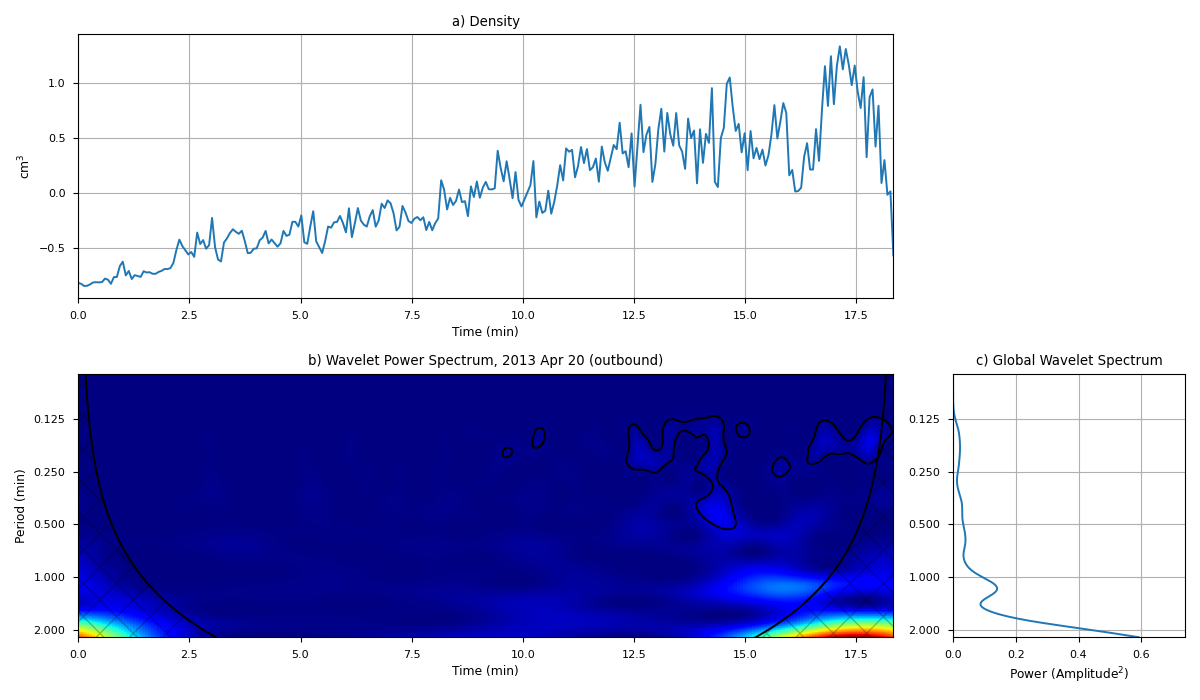 a) Density
cm³
1.0
0.5
0.0
−0.5
0.0 2.5 5.0 7.5 10.0 12.5 15.0 17.5
Time (min)
b) Wavelet Power Spectrum, 2013 Apr 20 (outbound)
Period (min)
0.125
0.250
0.500
1.000
2.000
0.0 2.5 5.0 7.5 10.0 12.5 15.0 17.5
Time (min)
c) Global Wavelet Spectrum
0.125
0.250
0.500
1.000
2.000
0.0 0.2 0.4 0.6
Power (Amplitude²)